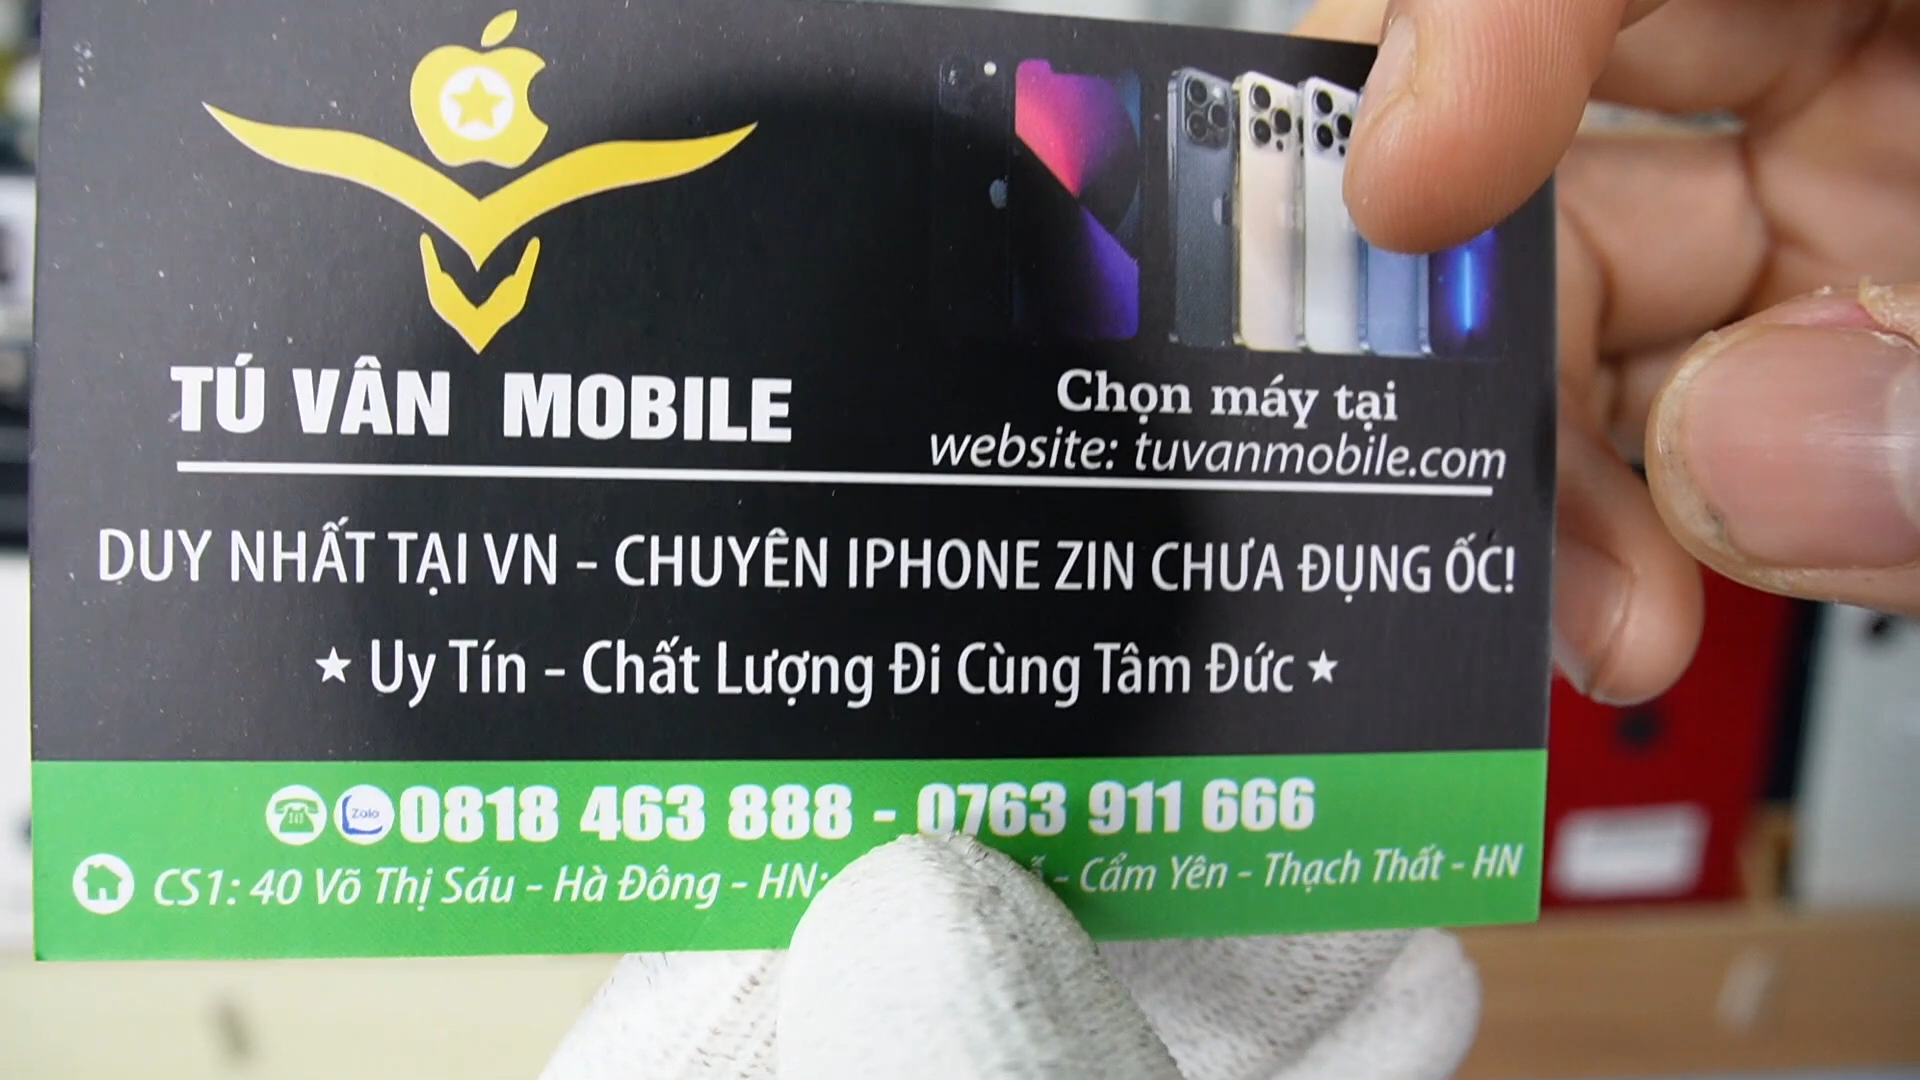 TÚ VÂN MOBILE
Chọn máy tại
website: tuvanmobile.com
DUY NHẤT TẠI VN - CHUYÊN IPHONE ZIN CHƯA ĐỤNG ỐC!
★ Uy Tín - Chất Lượng Đi Cùng Tâm Đức ★
Zalo 0818 463 888 - 0763 911 666
CS1: 40 Võ Thị Sáu - Hà Đông - HN: - Cẩm Yên - Thạch Thất - HN